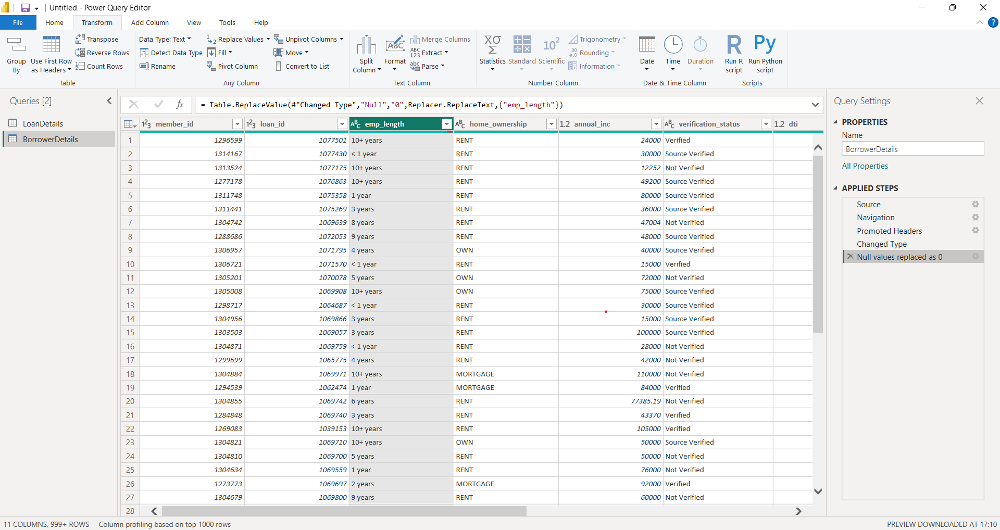 Untitled - Power Query Editor
File Home Transform Add Column View Tools Help
Group By
Use First Row as Headers
Transpose
Reverse Rows
Count Rows
Table
Data Type: Text
Detect Data Type
Rename
Replace Values
Fill
Pivot Column
Unpivot Columns
Move
Convert to List
Any Column
Split Column
Format
Merge Columns
Extract
Parse
Text Column
Statistics
Standard
Scientific
Trigonometry
Rounding
Information
Number Column
Date
Time
Duration
Date & Time Column
Run R script
Run Python script
Scripts
Queries [2]
LoanDetails
BorrowerDetails
fx = Table.ReplaceValue(#"Changed Type","Null","0",Replacer.ReplaceText,{"emp_length"})
member_id loan_id emp_length home_ownership annual_inc verification_status dti
1 1296599 1077501 10+ years RENT 24000 Verified
2 1314167 1077430 < 1 year RENT 30000 Source Verified
3 1313524 1077175 10+ years RENT 12252 Not Verified
4 1277178 1076863 10+ years RENT 49200 Source Verified
5 1311748 1075358 1 year RENT 80000 Source Verified
6 1311441 1075269 3 years RENT 36000 Source Verified
7 1304742 1069639 8 years RENT 47004 Not Verified
8 1288686 1072053 9 years RENT 48000 Source Verified
9 1306957 1071795 4 years OWN 40000 Source Verified
10 1306721 1071570 < 1 year RENT 15000 Verified
11 1305201 1070078 5 years OWN 72000 Not Verified
12 1305008 1069908 10+ years OWN 75000 Source Verified
13 1298717 1064687 < 1 year RENT 30000 Source Verified
14 1304956 1069866 3 years RENT 15000 Source Verified
15 1303503 1069057 3 years RENT 100000 Source Verified
16 1304871 1069759 < 1 year RENT 28000 Not Verified
17 1299699 1065775 4 years RENT 42000 Not Verified
18 1304884 1069971 10+ years MORTGAGE 110000 Not Verified
19 1294539 1062474 1 year MORTGAGE 84000 Verified
20 1304855 1069742 6 years RENT 77385.19 Not Verified
21 1284848 1069740 3 years RENT 43370 Verified
22 1269083 1039153 10+ years RENT 105000 Verified
23 1304821 1069710 10+ years OWN 50000 Source Verified
24 1304810 1069700 5 years RENT 50000 Not Verified
25 1304634 1069559 1 year RENT 76000 Not Verified
26 1273773 1069697 2 years MORTGAGE 92000 Verified
27 1304679 1069800 9 years RENT 60000 Not Verified
28
Query Settings
PROPERTIES
Name
BorrowerDetails
All Properties
APPLIED STEPS
Source
Navigation
Promoted Headers
Changed Type
Null values replaced as 0
11 COLUMNS, 999+ ROWS Column profiling based on top 1000 rows PREVIEW DOWNLOADED AT 17:10